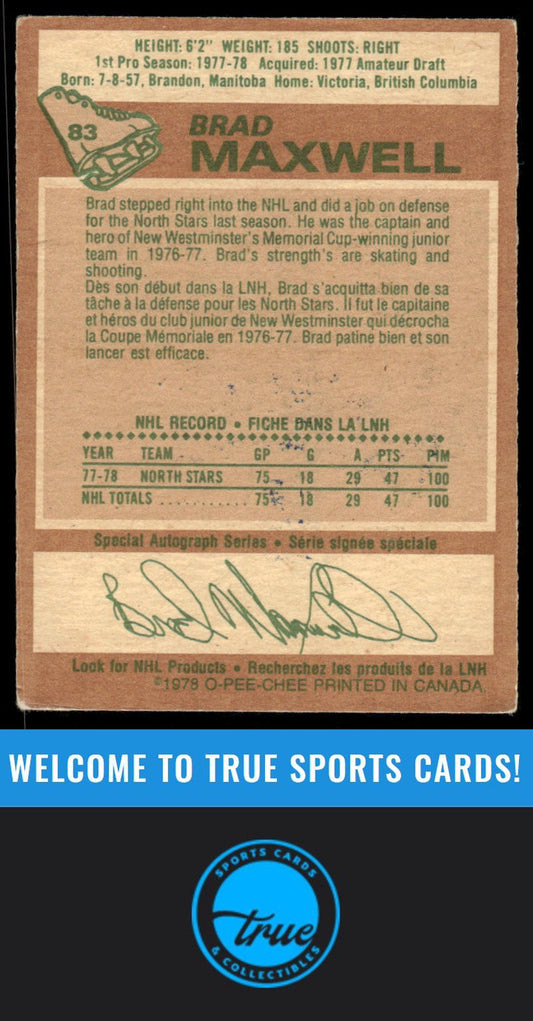 HEIGHT: 6'2" WEIGHT: 185 SHOOTS: RIGHT
1st Pro Season: 1977-78 Acquired: 1977 Amateur Draft
Born: 7-8-57, Brandon, Manitoba Home: Victoria, British Columbia
83
BRAD
MAXWELL
Brad stepped right into the NHL and did a job on defense
for the North Stars last season. He was the captain and
hero of New Westminster's Memorial Cup-winning junior
team in 1976-77. Brad's strength's are skating and
shooting.
Dès son début dans la LNH, Brad s'acquitta bien de sa
tâche à la défense pour les North Stars. Il fut le capitaine
et héros du club junior de New Westminster qui décrocha
la Coupe Mémoriale en 1976-77. Brad patine bien et son
lancer est efficace.
NHL RECORD • FICHE DANS LA LNH
YEAR TEAM GP G A PTS PIM
77-78 NORTH STARS 75 18 29 47 100
NHL TOTALS ........... 75 18 29 47 100
Special Autograph Series • Série signée spéciale
Brad Maxwell
Look for NHL Products • Recherchez les produits de la LNH
©1978 O-PEE-CHEE PRINTED IN CANADA
WELCOME TO TRUE SPORTS CARDS!
SPORTS CARDS
true
& COLLECTIBLES